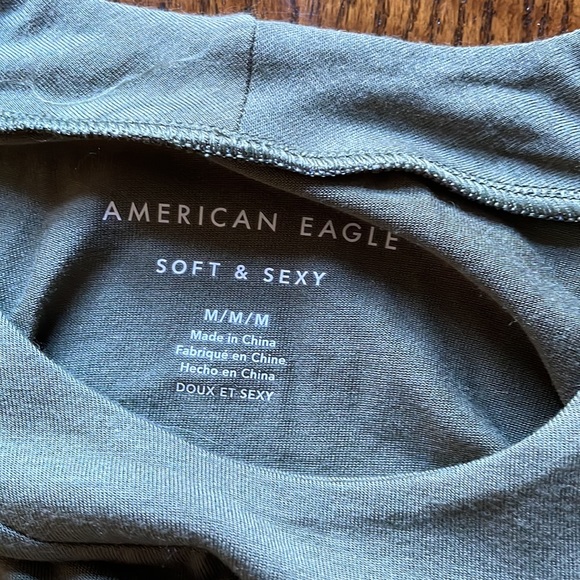 AMERICAN EAGLE
SOFT & SEXY
M/M/M
Made in China
Fabriqué en Chine
Hecho en China
DOUX ET SEXY